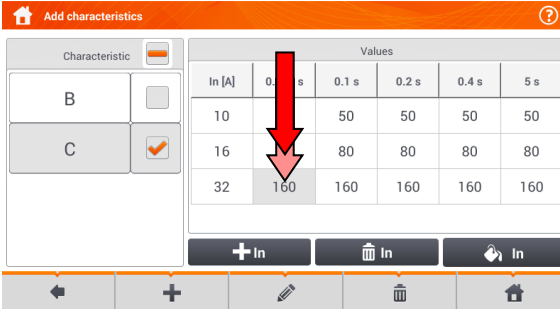 Add characteristics
Characteristic
Values
In [A] 0. s 0.1 s 0.2 s 0.4 s 5 s
B
10 50 50 50 50
C
16 80 80 80 80
32 160 160 160 160 160
In In In